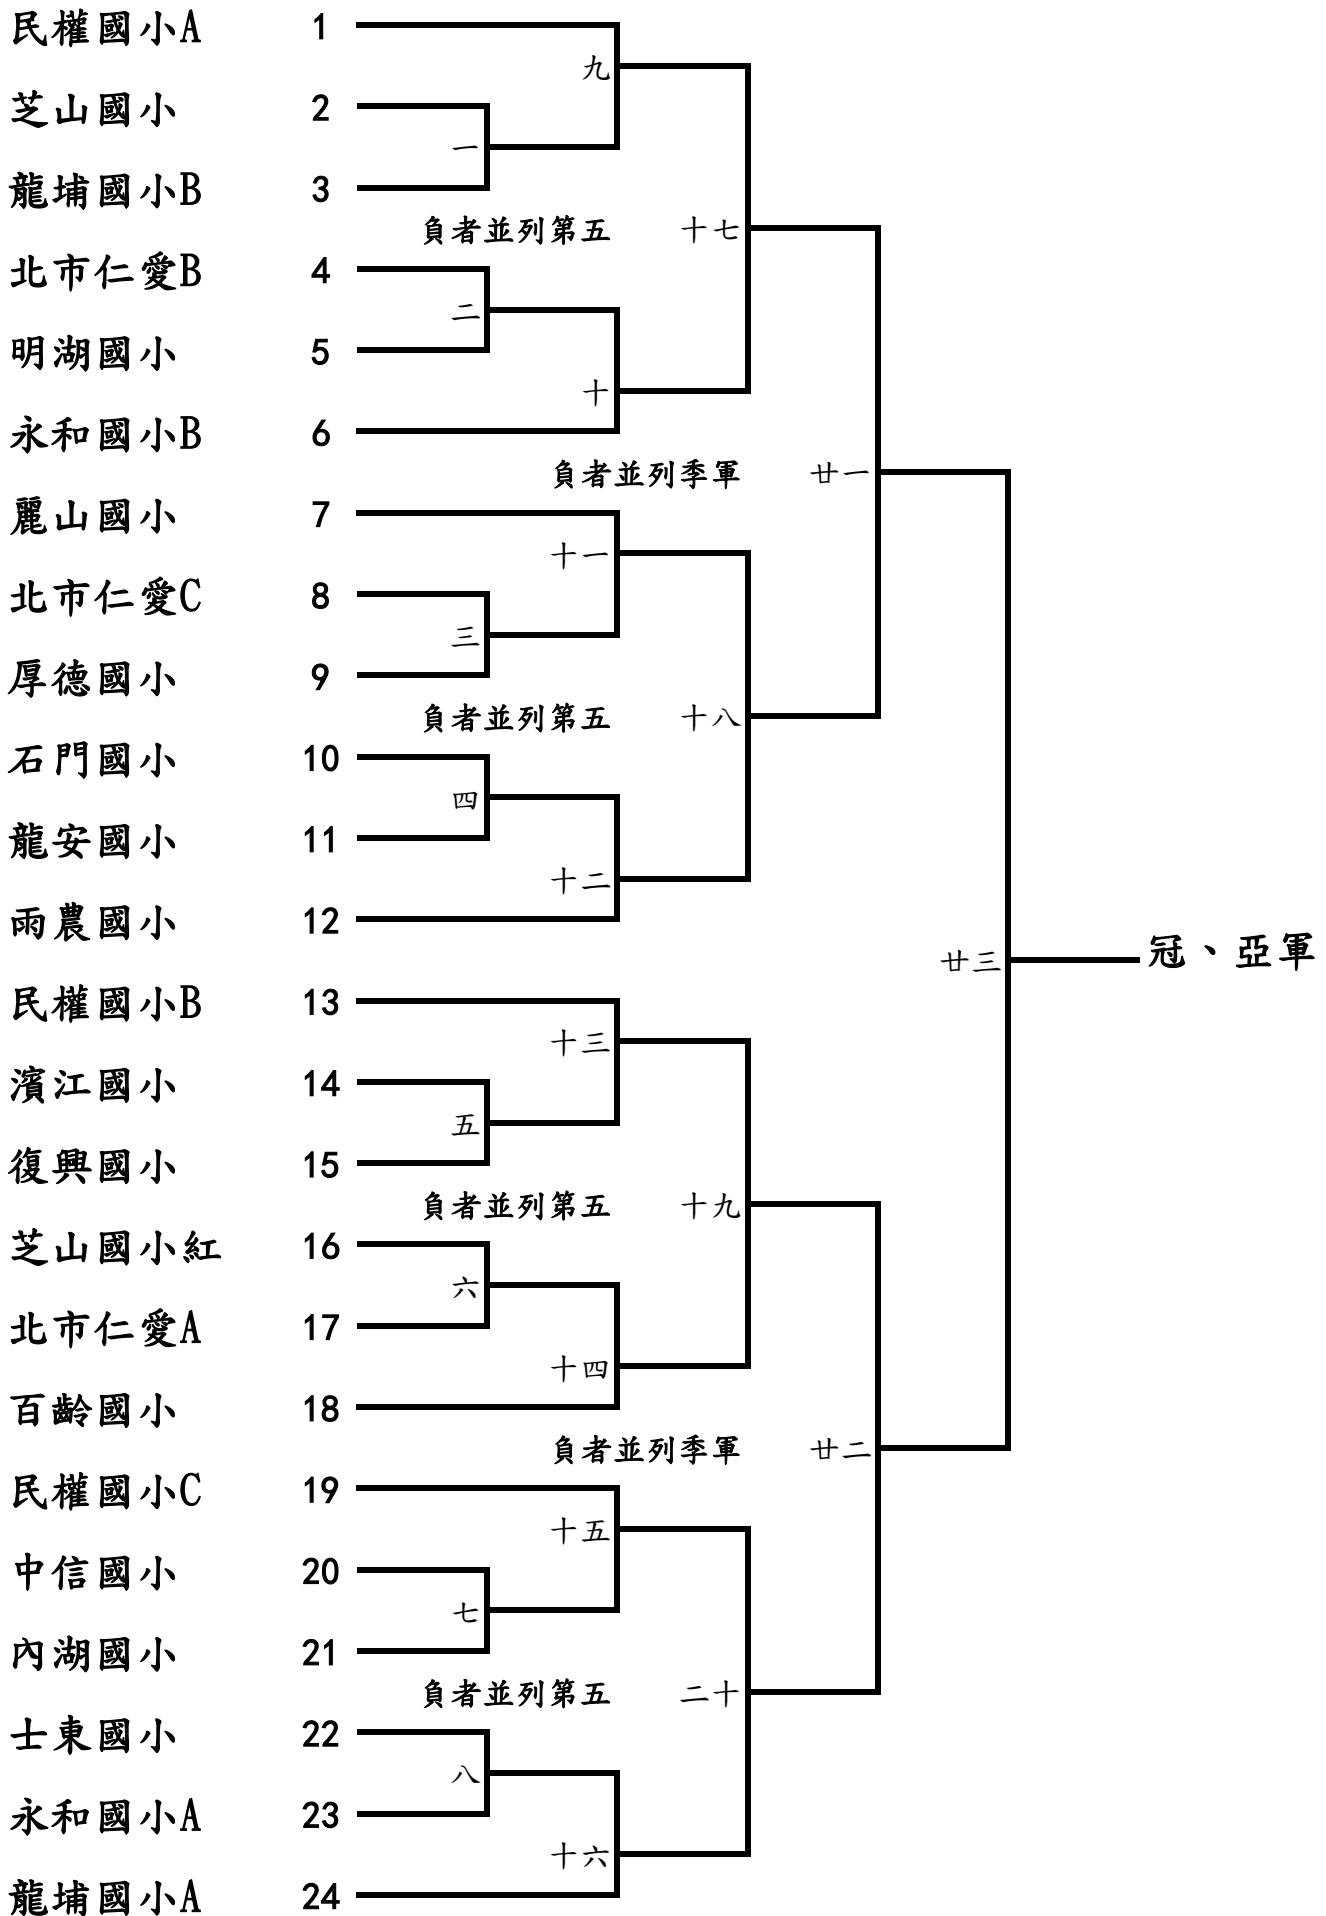 民權國小A 1
九
芝山國小 2
一
龍埔國小B 3
負者並列第五 十七
北市仁愛B 4
二
明湖國小 5
十
永和國小B 6
負者並列季軍 廿一
麗山國小 7
十一
北市仁愛C 8
三
厚德國小 9
負者並列第五 十八
石門國小 10
四
龍安國小 11
十二
雨農國小 12
廿三 冠、亞軍
民權國小B 13
十三
濱江國小 14
五
復興國小 15
負者並列第五 十九
芝山國小紅 16
六
北市仁愛A 17
十四
百齡國小 18
負者並列季軍 廿二
民權國小C 19
十五
中信國小 20
七
內湖國小 21
負者並列第五 二十
士東國小 22
八
永和國小A 23
十六
龍埔國小A 24